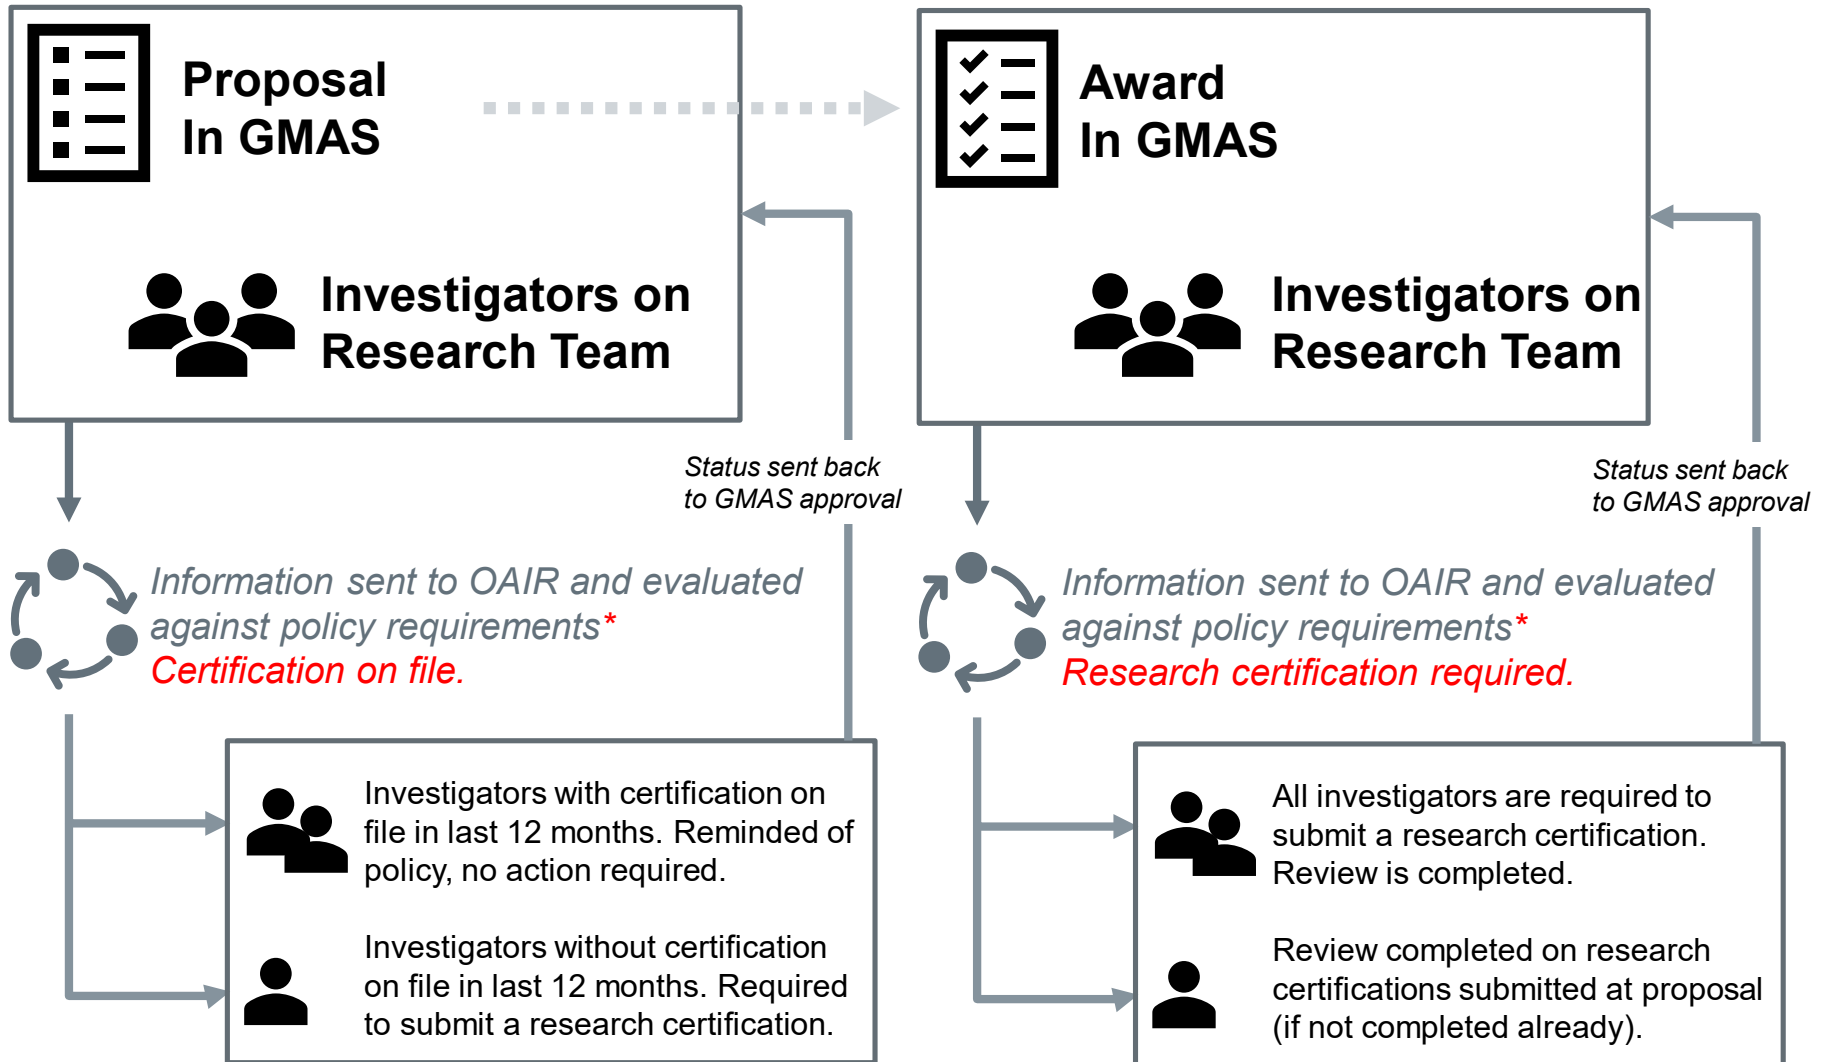 Proposal
In GMAS
Investigators on
Research Team
Status sent back
to GMAS approval
Information sent to OAIR and evaluated
against policy requirements*
Certification on file.
Investigators with certification on
file in last 12 months. Reminded of
policy, no action required.
Investigators without certification
on file in last 12 months. Required
to submit a research certification.
Award
In GMAS
Investigators on
Research Team
Status sent back
to GMAS approval
Information sent to OAIR and evaluated
against policy requirements*
Research certification required.
All investigators are required to
submit a research certification.
Review is completed.
Review completed on research
certifications submitted at proposal
(if not completed already).